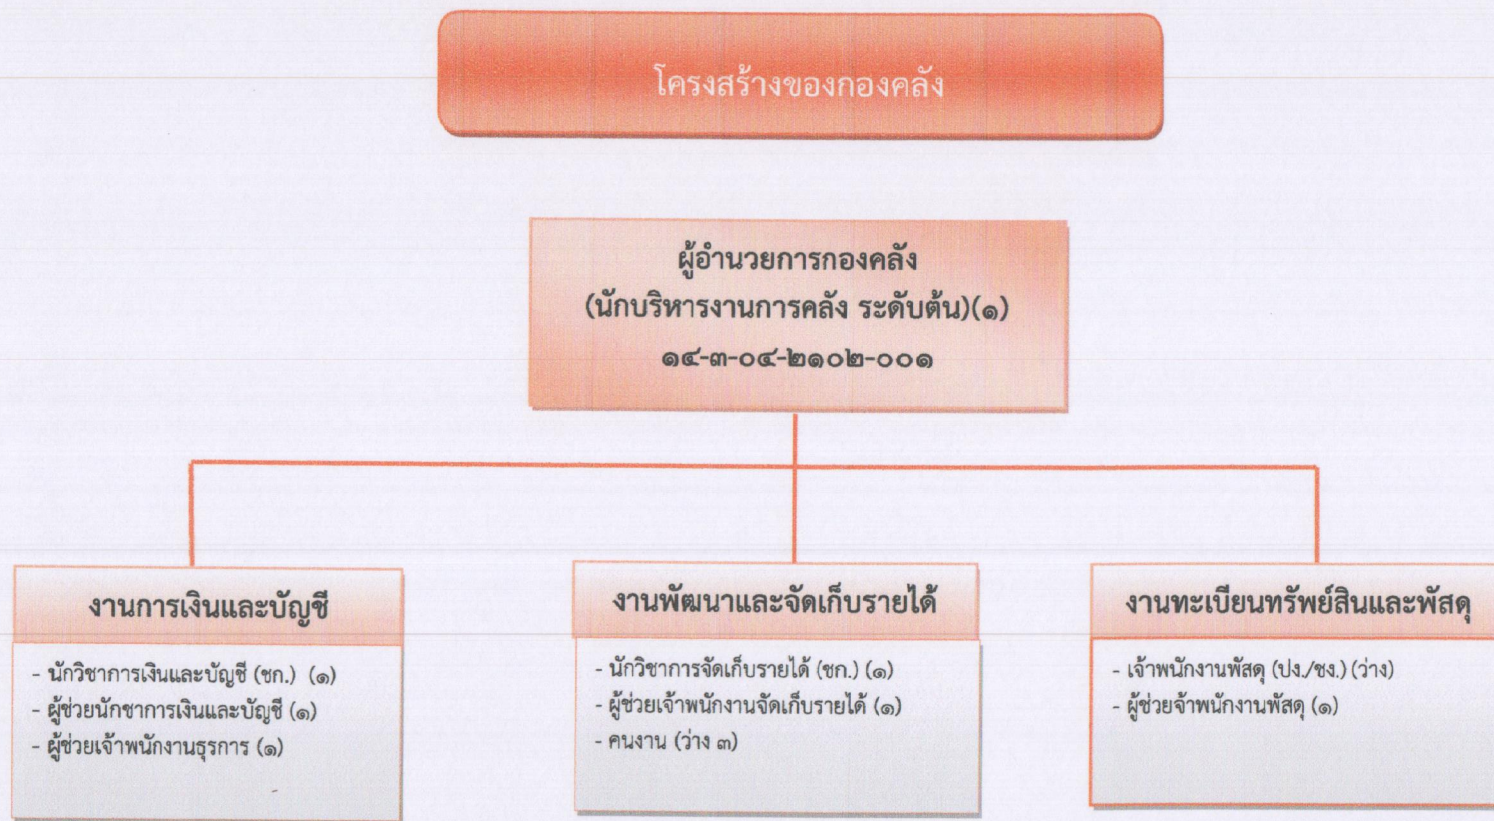 โครงสร้างของกองคลัง
ผู้อำนวยการกองคลัง
(นักบริหารงานการคลัง ระดับต้น)(๑)
๑๔-๓-๐๔-๒๑๐๒-๐๐๑
งานการเงินและบัญชี
- นักวิชาการเงินและบัญชี (ชก.) (๑)
- ผู้ช่วยนักชาการเงินและบัญชี (๑)
- ผู้ช่วยเจ้าพนักงานธุรการ (๑)
งานพัฒนาและจัดเก็บรายได้
- นักวิชาการจัดเก็บรายได้ (ชก.) (๑)
- ผู้ช่วยเจ้าพนักงานจัดเก็บรายได้ (๑)
- คนงาน (ว่าง ๓)
งานทะเบียนทรัพย์สินและพัสดุ
- เจ้าพนักงานพัสดุ (ปง./ชง.) (ว่าง)
- ผู้ช่วยจ้าพนักงานพัสดุ (๑)